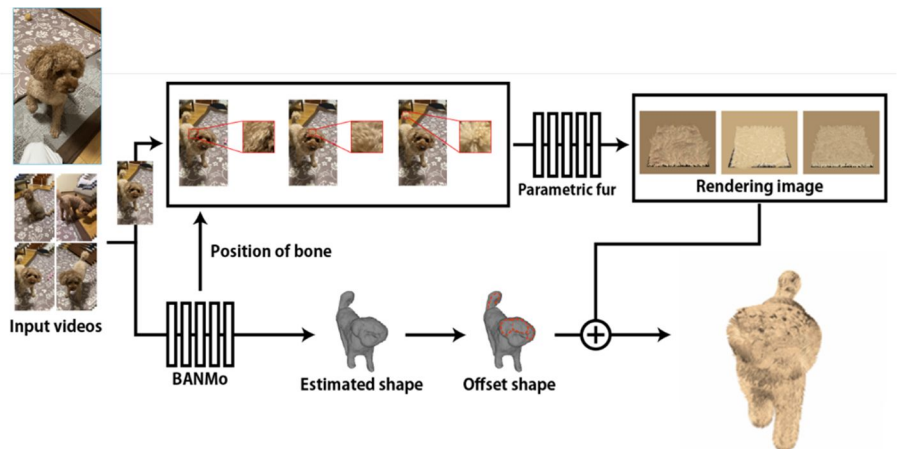 Parametric fur
Rendering image
Position of bone
Input videos
BANMo
Estimated shape
Offset shape